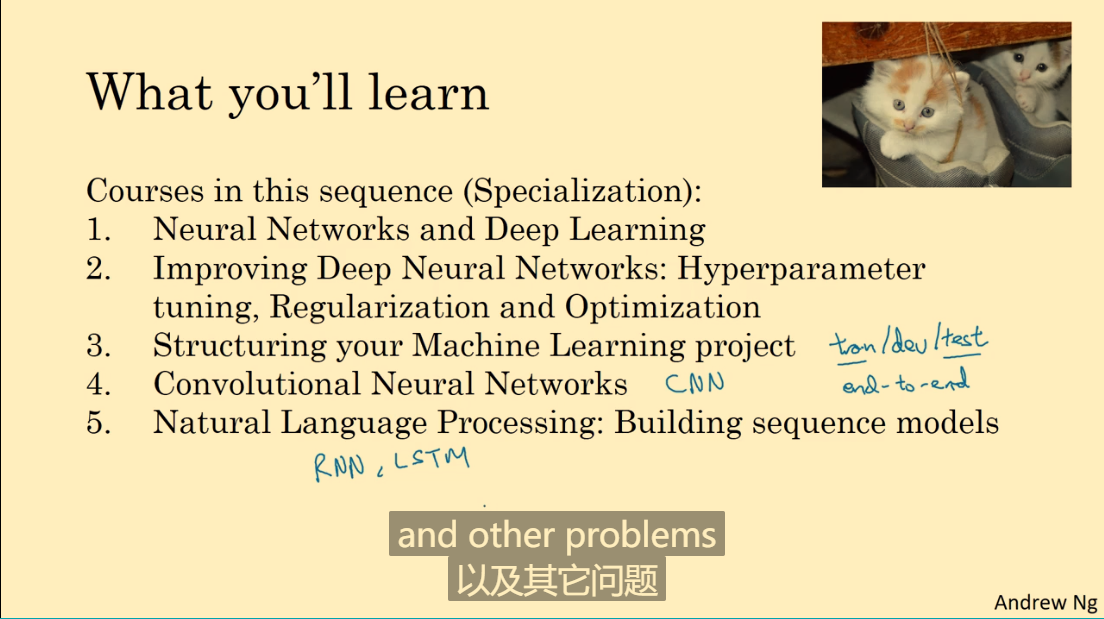 What you'll learn
Courses in this sequence (Specialization):
1. Neural Networks and Deep Learning
2. Improving Deep Neural Networks: Hyperparameter
tuning, Regularization and Optimization
3. Structuring your Machine Learning project train/dev/test
4. Convolutional Neural Networks CNN end-to-end
5. Natural Language Processing: Building sequence models
RNN, LSTM
and other problems
以及其它问题
Andrew Ng